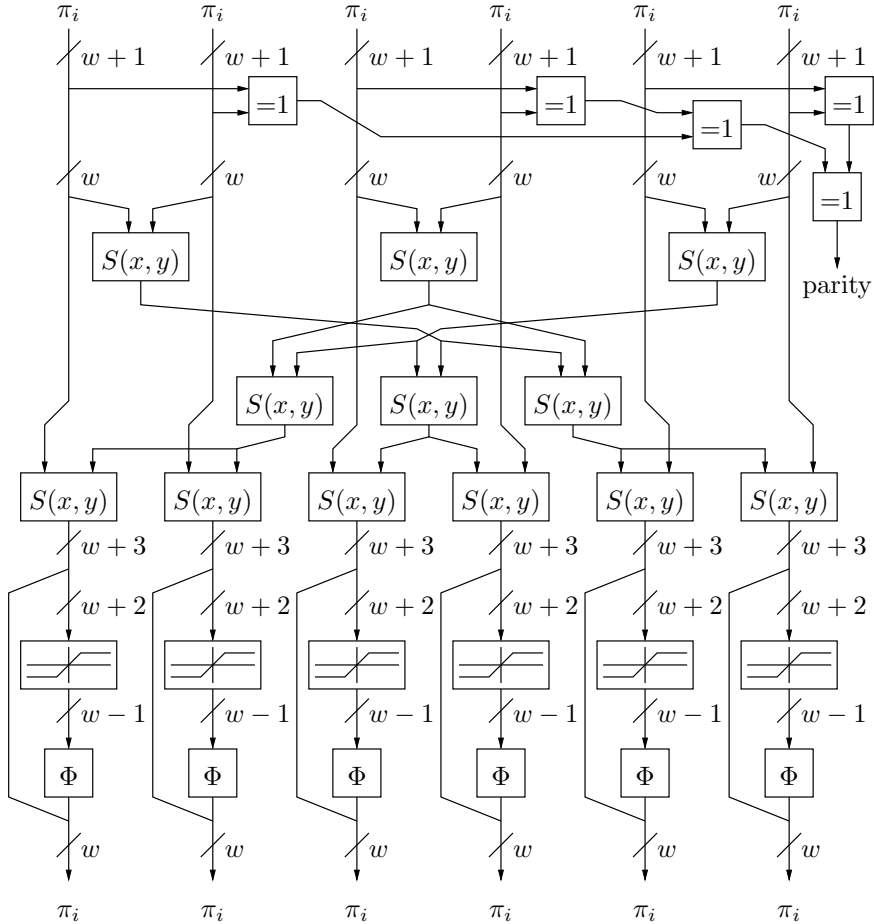 π_i π_i π_i π_i π_i π_i
w + 1 w + 1 w + 1 w + 1 w + 1 w + 1
=1 =1 =1
=1
w w w w w w
=1
S(x, y) S(x, y) S(x, y)
parity
S(x, y) S(x, y) S(x, y)
S(x, y) S(x, y) S(x, y) S(x, y) S(x, y) S(x, y)
w + 3 w + 3 w + 3 w + 3 w + 3 w + 3
w + 2 w + 2 w + 2 w + 2 w + 2 w + 2
w − 1 w − 1 w − 1 w − 1 w − 1 w − 1
Φ Φ Φ Φ Φ Φ
w w w w w w
π_i π_i π_i π_i π_i π_i